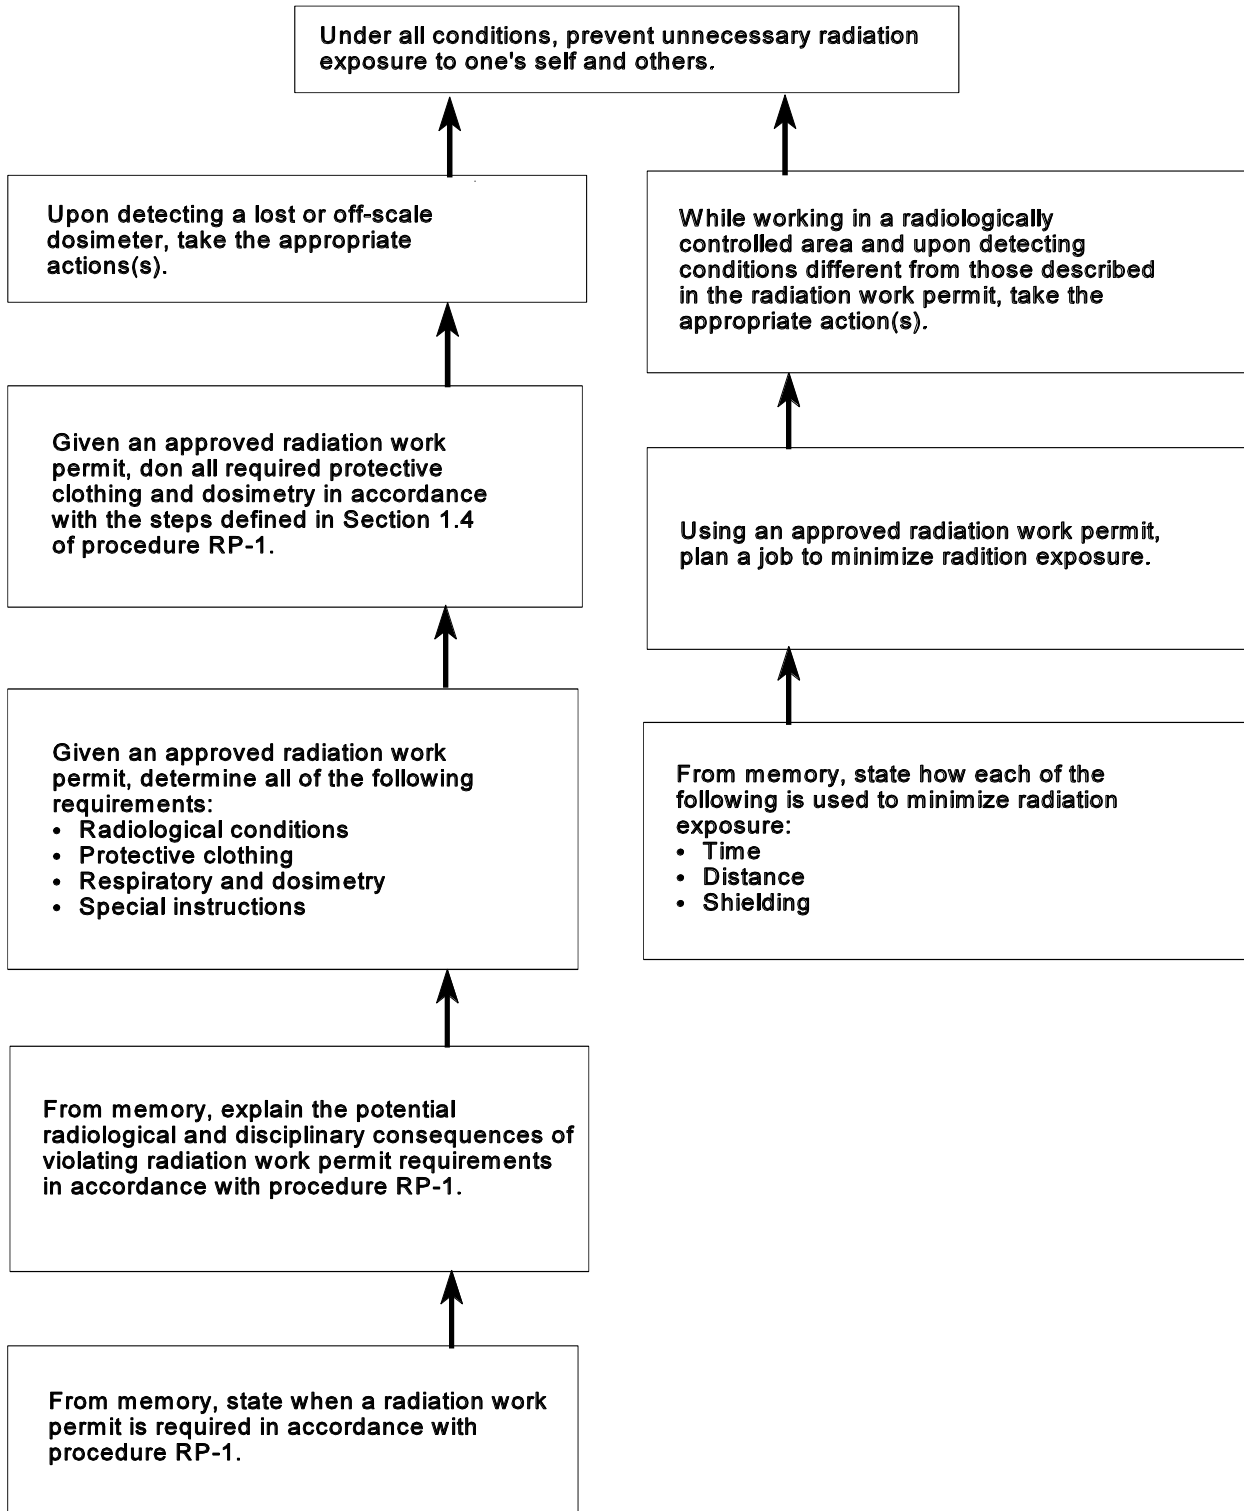 Under all conditions, prevent unnecessary radiation
exposure to one's self and others.
Upon detecting a lost or off-scale
dosimeter, take the appropriate
actions(s).
While working in a radiologically
controlled area and upon detecting
conditions different from those described
in the radiation work permit, take the
appropriate action(s).
Given an approved radiation work
permit, don all required protective
clothing and dosimetry in accordance
with the steps defined in Section 1.4
of procedure RP-1.
Using an approved radiation work permit,
plan a job to minimize radition exposure.
Given an approved radiation work
permit, determine all of the following
requirements:
• Radiological conditions
• Protective clothing
• Respiratory and dosimetry
• Special instructions
From memory, state how each of the
following is used to minimize radiation
exposure:
• Time
• Distance
• Shielding
From memory, explain the potential
radiological and disciplinary consequences of
violating radiation work permit requirements
in accordance with procedure RP-1.
From memory, state when a radiation work
permit is required in accordance with
procedure RP-1.